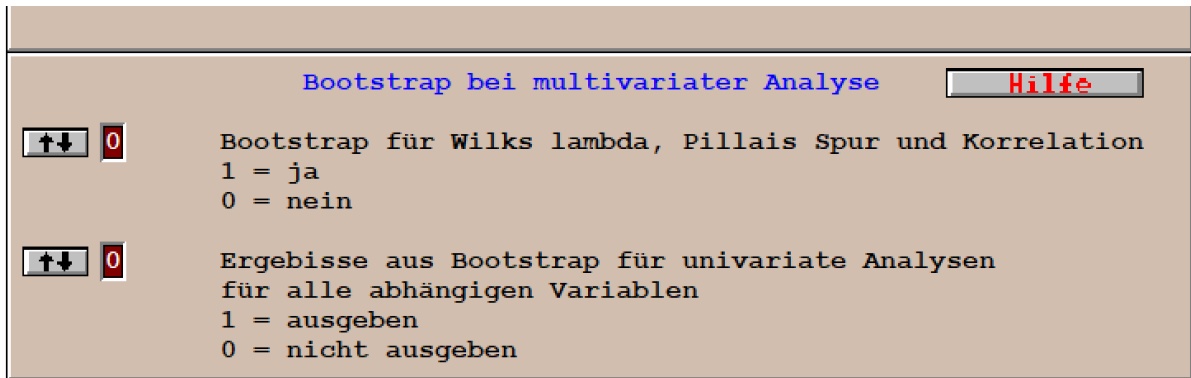 Bootstrap bei multivariater Analyse Hilfe
0 Bootstrap für Wilks lambda, Pillais Spur und Korrelation
1 = ja
0 = nein
0 Ergebisse aus Bootstrap für univariate Analysen
für alle abhängigen Variablen
1 = ausgeben
0 = nicht ausgeben